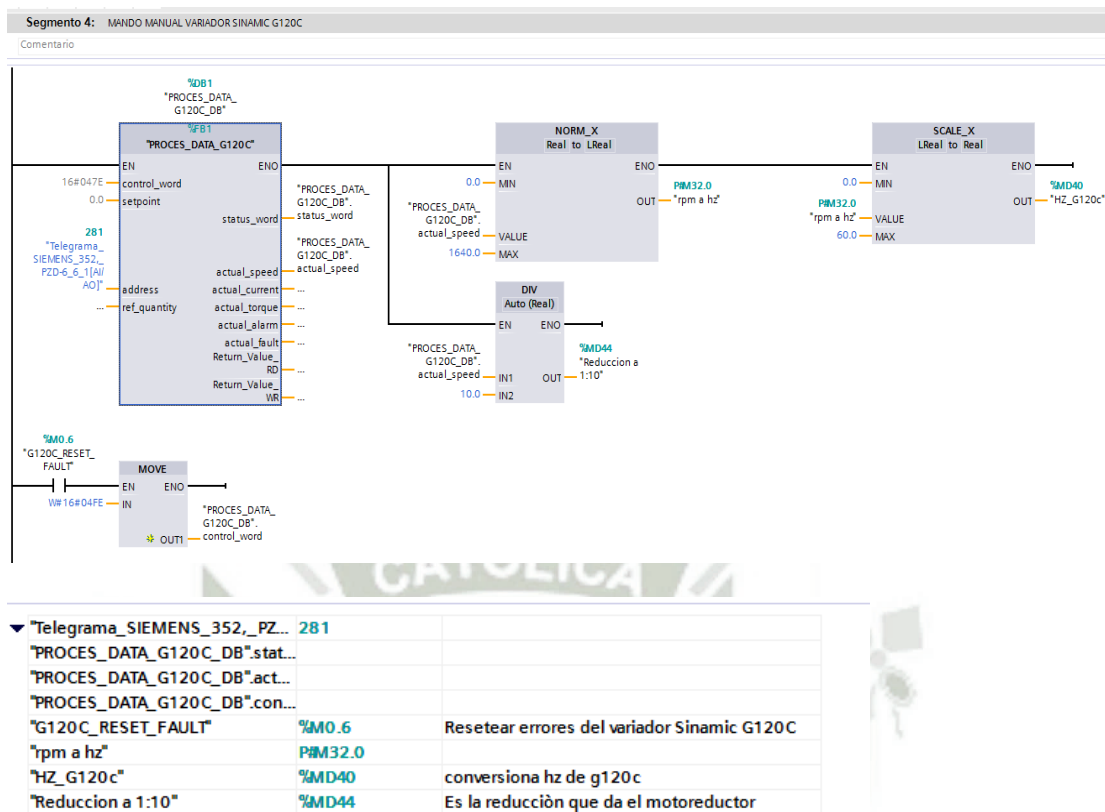 Segmento 4: MANDO MANUAL VARIADOR SINAMIC G120C
Comentario
%DB1
"PROCES_DATA_
G120C_DB"
%FB1
"PROCES_DATA_G120C"
EN
ENO
16#047E
control_word
0.0
setpoint
281
"Telegrama_
SIEMENS_352,_
PZD-6_6_1[AI/
AO]"
address
...
ref_quantity
status_word
"PROCES_DATA_
G120C_DB".
status_word
actual_speed
"PROCES_DATA_
G120C_DB".
actual_speed
actual_current
...
actual_torque
...
actual_alarm
...
actual_fault
...
Return_Value_
RD
...
Return_Value_
WR
...
NORM_X
Real to LReal
EN
ENO
0.0
MIN
"PROCES_DATA_
G120C_DB".
actual_speed
VALUE
1640.0
MAX
OUT
P#M32.0
"rpm a hz"
SCALE_X
LReal to Real
EN
ENO
0.0
MIN
P#M32.0
"rpm a hz"
VALUE
60.0
MAX
OUT
%MD40
"HZ_G120c"
DIV
Auto (Real)
EN
ENO
"PROCES_DATA_
G120C_DB".
actual_speed
IN1
10.0
IN2
OUT
%MD44
"Reduccion a
1:10"
%M0.6
"G120C_RESET_
FAULT"
MOVE
EN
ENO
W#16#04FE
IN
OUT1
"PROCES_DATA_
G120C_DB".
control_word
CATOLICA
"Telegrama_SIEMENS_352,_PZ... 281
"PROCES_DATA_G120C_DB".stat...
"PROCES_DATA_G120C_DB".act...
"PROCES_DATA_G120C_DB".con...
"G120C_RESET_FAULT" %M0.6 Resetear errores del variador Sinamic G120C
"rpm a hz" P#M32.0
"HZ_G120c" %MD40 conversiona hz de g120c
"Reduccion a 1:10" %MD44 Es la reducciòn que da el motoreductor